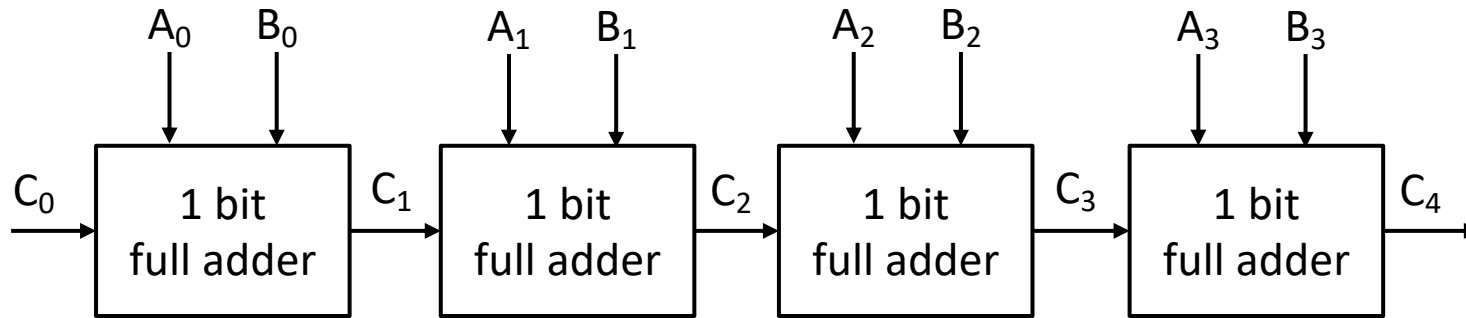 A₀ B₀ A₁ B₁ A₂ B₂ A₃ B₃
C₀ C₁ C₂ C₃ C₄
1 bit
full adder
1 bit
full adder
1 bit
full adder
1 bit
full adder